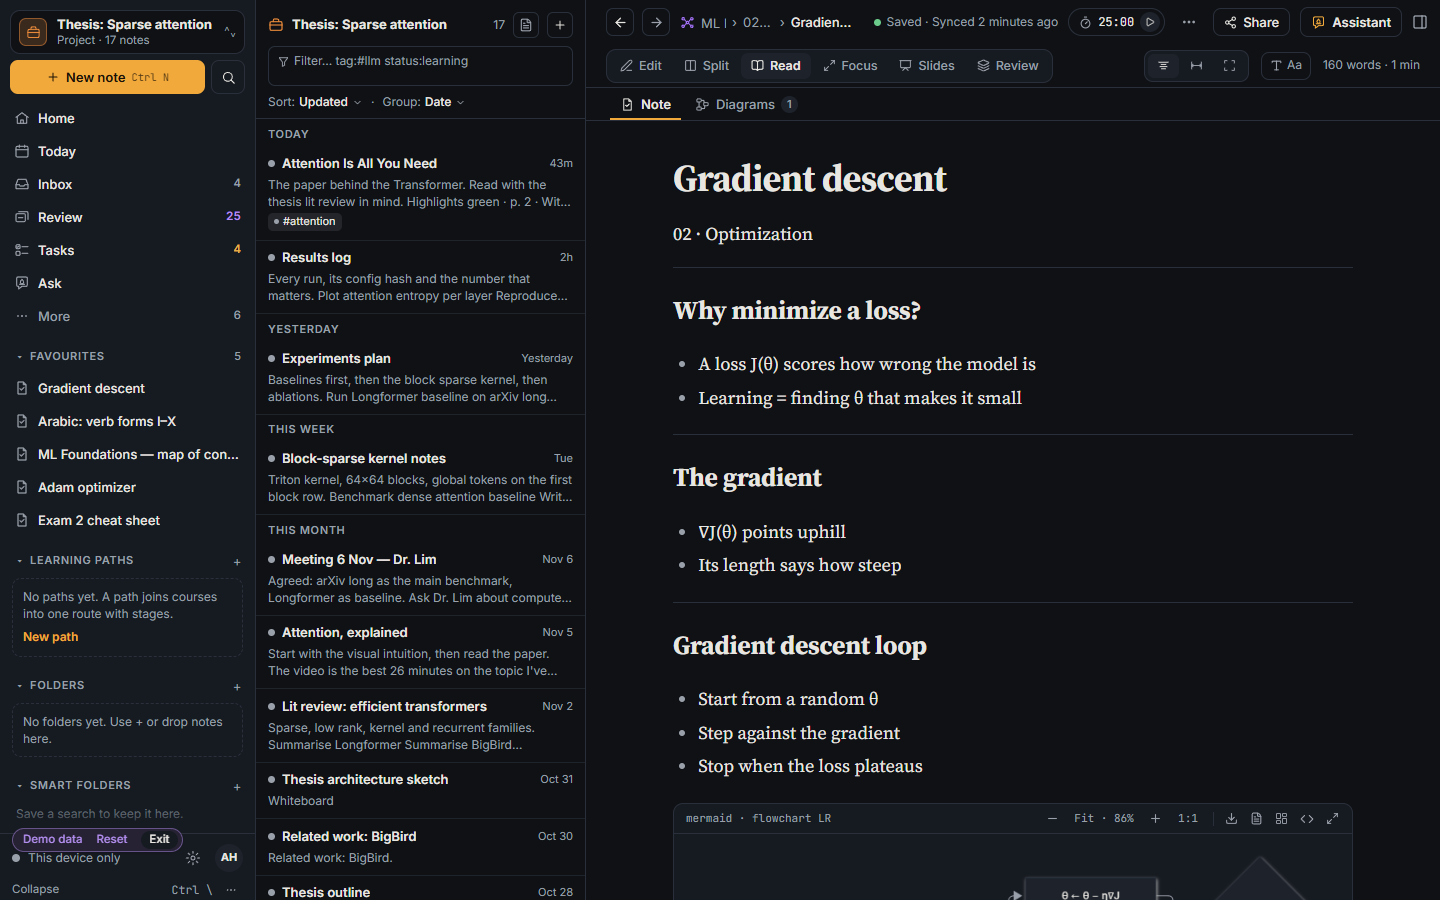 Thesis: Sparse attention
Project · 17 notes
New note Ctrl N
Home
Today
Inbox 4
Review 25
Tasks 4
Ask
More 6
FAVOURITES 5
Gradient descent
Arabic: verb forms I–X
ML Foundations — map of con...
Adam optimizer
Exam 2 cheat sheet
LEARNING PATHS +
No paths yet. A path joins courses
into one route with stages.
New path
FOLDERS +
No folders yet. Use + or drop notes
here.
SMART FOLDERS +
Save a search to keep it here.
Demo data Reset Exit
This device only AH
Collapse Ctrl \ ...
Thesis: Sparse attention 17
Filter... tag:#llm status:learning
Sort: Updated · Group: Date
TODAY
Attention Is All You Need 43m
The paper behind the Transformer. Read with the
thesis lit review in mind. Highlights green · p. 2 · Wit...
#attention
Results log 2h
Every run, its config hash and the number that
matters. Plot attention entropy per layer Reproduce...
YESTERDAY
Experiments plan Yesterday
Baselines first, then the block sparse kernel, then
ablations. Run Longformer baseline on arXiv long...
THIS WEEK
Block-sparse kernel notes Tue
Triton kernel, 64×64 blocks, global tokens on the first
block row. Benchmark dense attention baseline Writ...
THIS MONTH
Meeting 6 Nov — Dr. Lim Nov 6
Agreed: arXiv long as the main benchmark,
Longformer as baseline. Ask Dr. Lim about compute...
Attention, explained Nov 5
Start with the visual intuition, then read the paper.
The video is the best 26 minutes on the topic I've...
Lit review: efficient transformers Nov 2
Sparse, low rank, kernel and recurrent families.
Summarise Longformer Summarise BigBird...
Thesis architecture sketch Oct 31
Whiteboard
Related work: BigBird Oct 30
Related work: BigBird.
Thesis outline Oct 28
ML › 02... › Gradien... Saved · Synced 2 minutes ago 25:00 ... Share Assistant
Edit Split Read Focus Slides Review Aa 160 words · 1 min
Note Diagrams 1
Gradient descent
02 · Optimization
Why minimize a loss?
• A loss J(θ) scores how wrong the model is
• Learning = finding θ that makes it small
The gradient
• ∇J(θ) points uphill
• Its length says how steep
Gradient descent loop
• Start from a random θ
• Step against the gradient
• Stop when the loss plateaus
mermaid · flowchart LR − Fit · 86% + 1:1
θ ← θ − η∇J